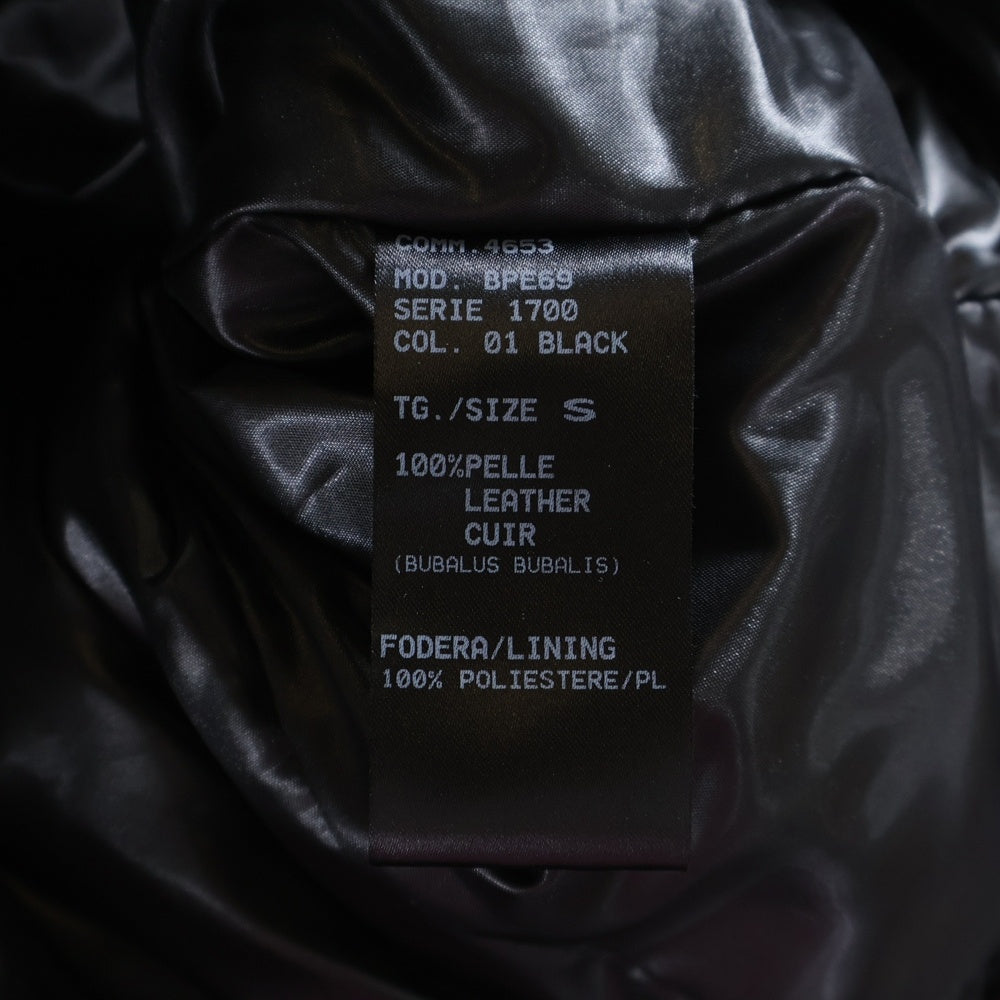 COMM.4653
MOD. BPE69
SERIE 1700
COL. 01 BLACK
TG./SIZE S
100%PELLE
LEATHER
CUIR
(BUBALUS BUBALIS)
FODERA/LINING
100% POLIESTERE/PL